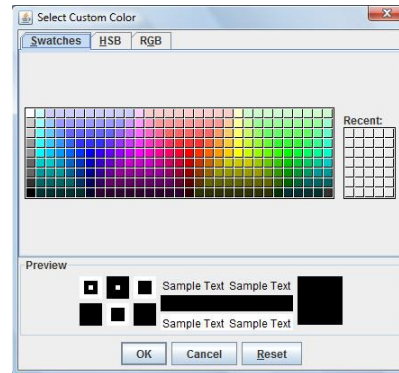 Select Custom Color
Swatches HSB RGB
Recent:
Preview
Sample Text Sample Text
Sample Text Sample Text
OK Cancel Reset